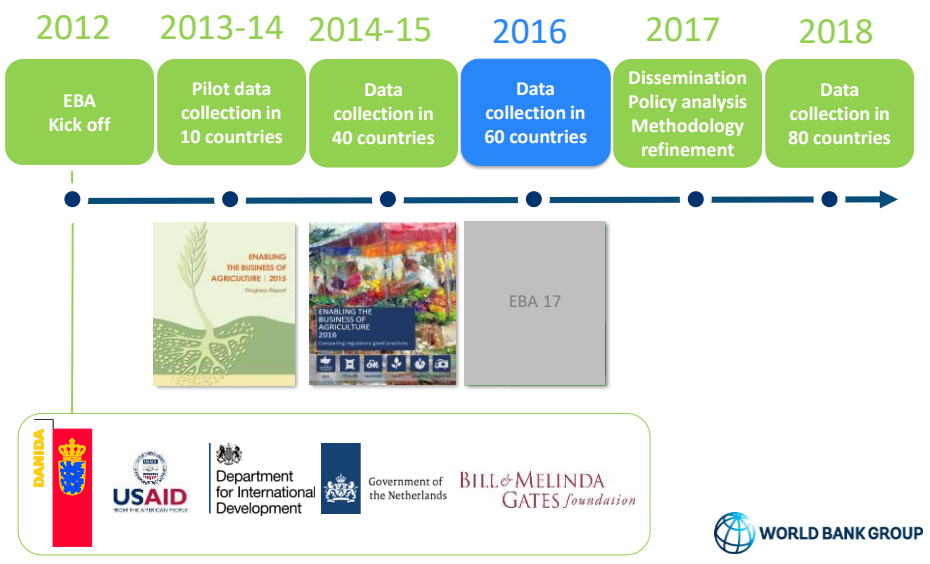 2012
2013-14
2014-15
2016
2017
2018
EBA
Kick off
Pilot data
collection in
10 countries
Data
collection in
40 countries
Data
collection in
60 countries
Dissemination
Policy analysis
Methodology
refinement
Data
collection in
80 countries
ENABLING
THE BUSINESS OF
AGRICULTURE | 2015
Progress Report
ENABLING THE
BUSINESS OF
AGRICULTURE
2016
Comparing regulatory good practices
EBA 17
DANIDA
USAID
FROM THE AMERICAN PEOPLE
Department
for International
Development
Government of
the Netherlands
BILL & MELINDA
GATES foundation
WORLD BANK GROUP